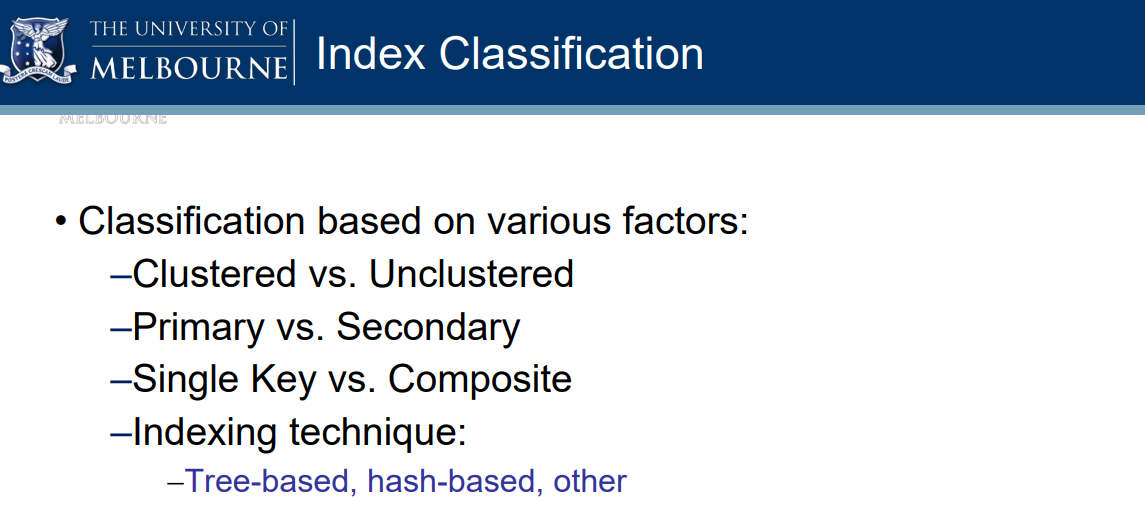 THE UNIVERSITY OF
MELBOURNE
Index Classification
POSTERA CRESCAM LAUDE
MELBOURNE
• Classification based on various factors:
–Clustered vs. Unclustered
–Primary vs. Secondary
–Single Key vs. Composite
–Indexing technique:
–Tree-based, hash-based, other